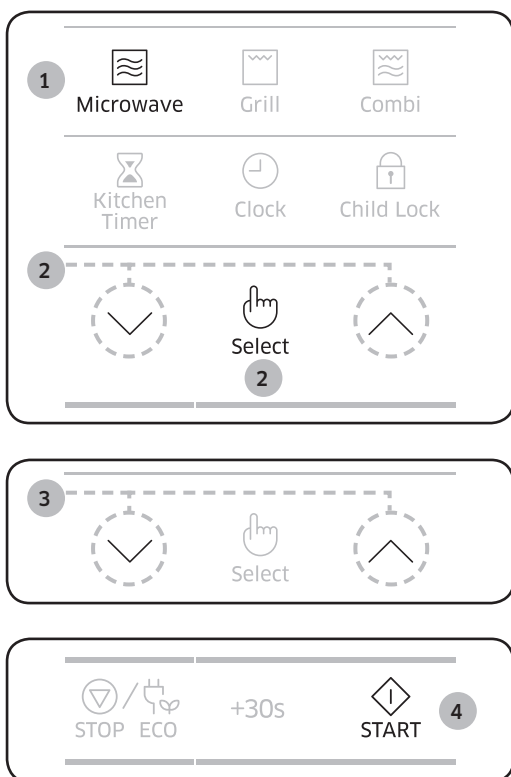 1
Microwave Grill Combi
Kitchen
Timer
Clock Child Lock
2
Select
2
3
Select
+30s
STOP ECO START 4